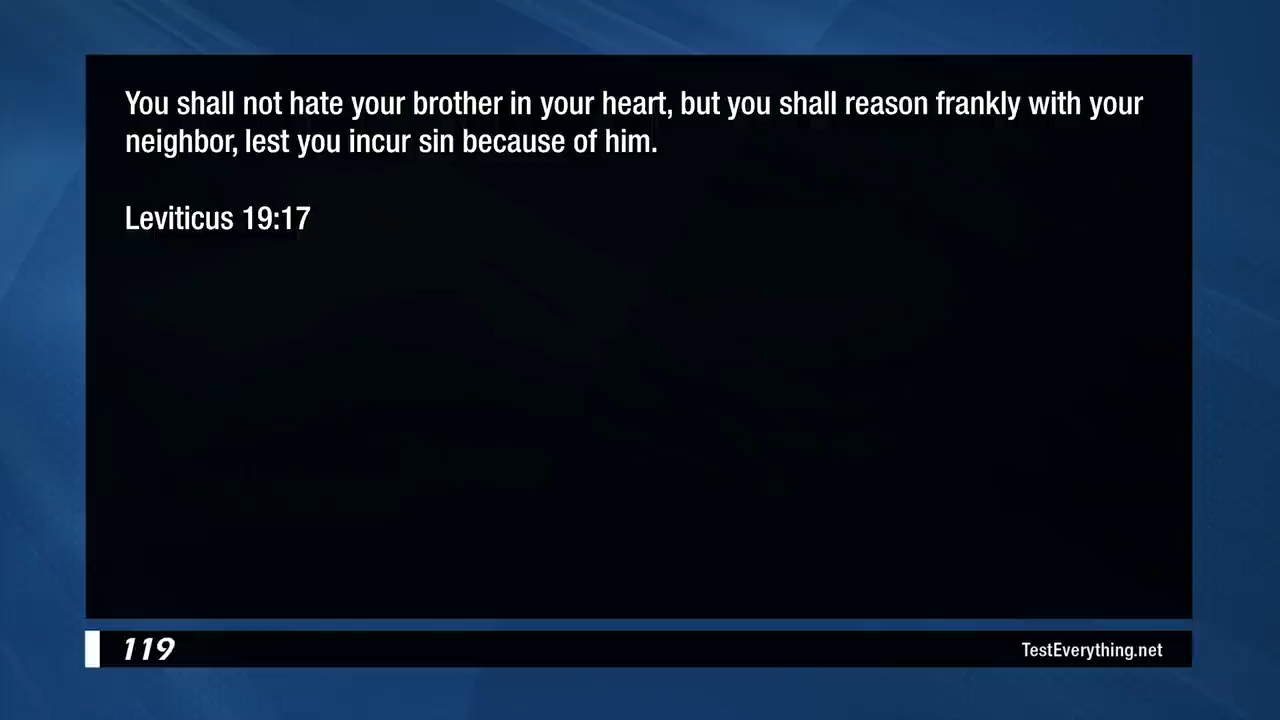 You shall not hate your brother in your heart, but you shall reason frankly with your
neighbor, lest you incur sin because of him.
Leviticus 19:17
119
TestEverything.net